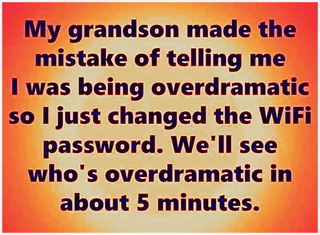 My grandson made the
mistake of telling me
I was being overdramatic
so I just changed the WiFi
password. We'll see
who's overdramatic in
about 5 minutes.